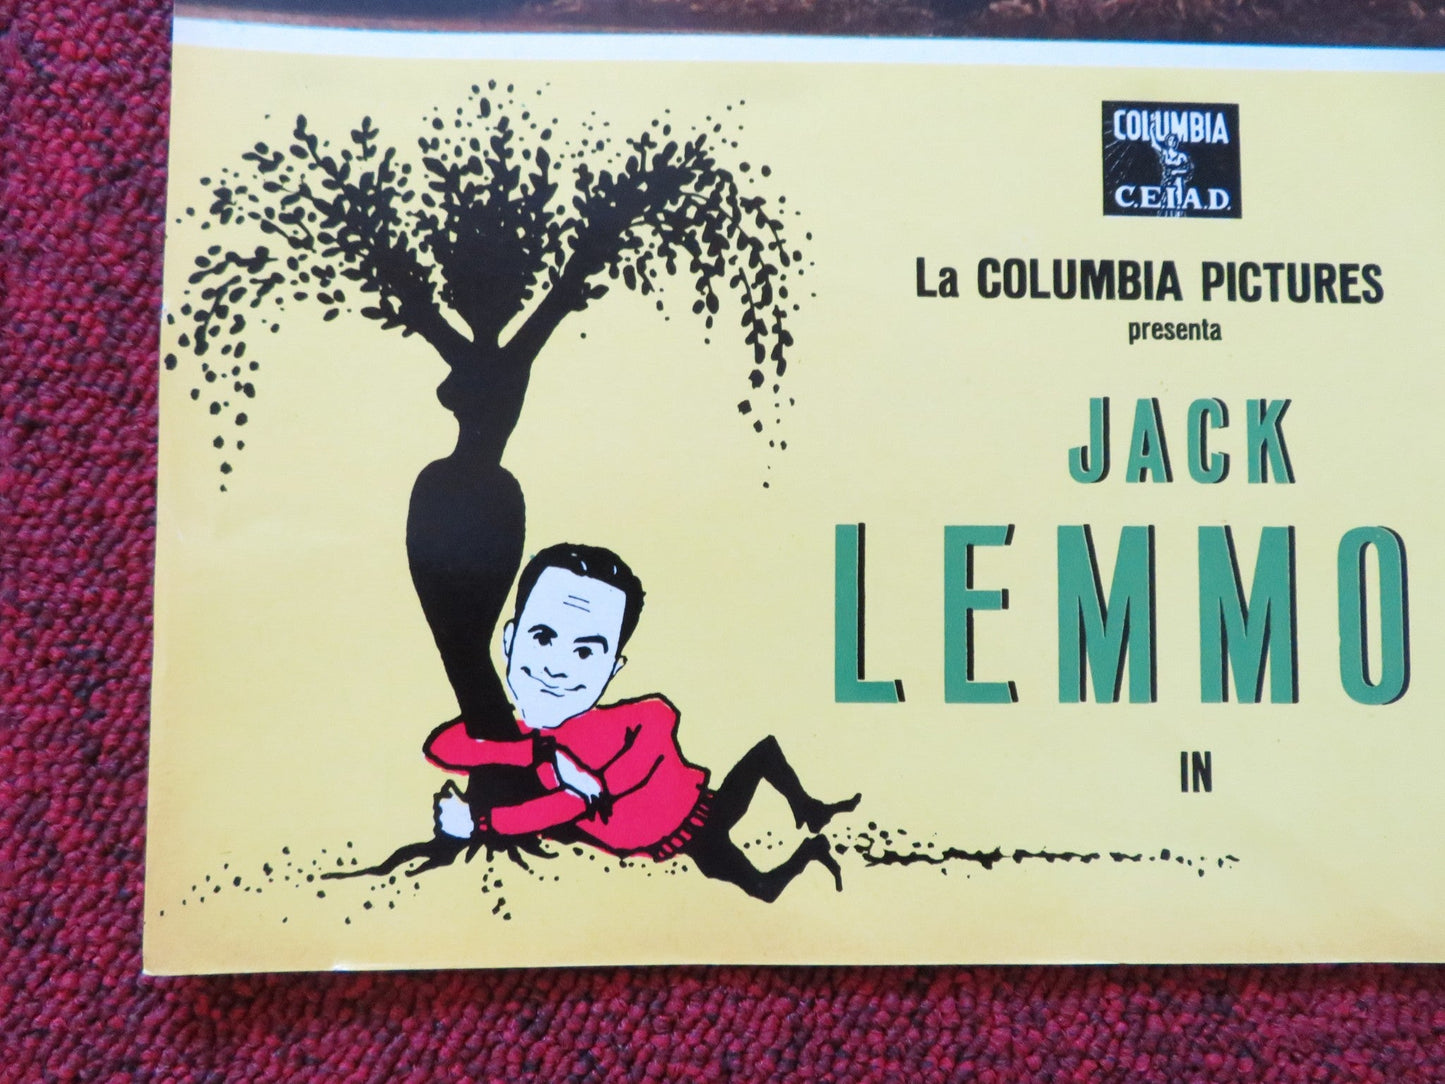 COLUMBIA
C.E.I.A.D.
La COLUMBIA PICTURES
presenta
JACK
LEMMO
IN